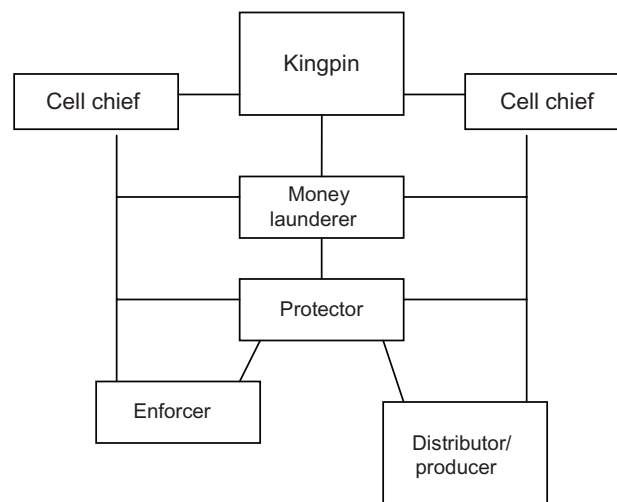 Kingpin
Cell chief
Cell chief
Money
launderer
Protector
Enforcer
Distributor/
producer